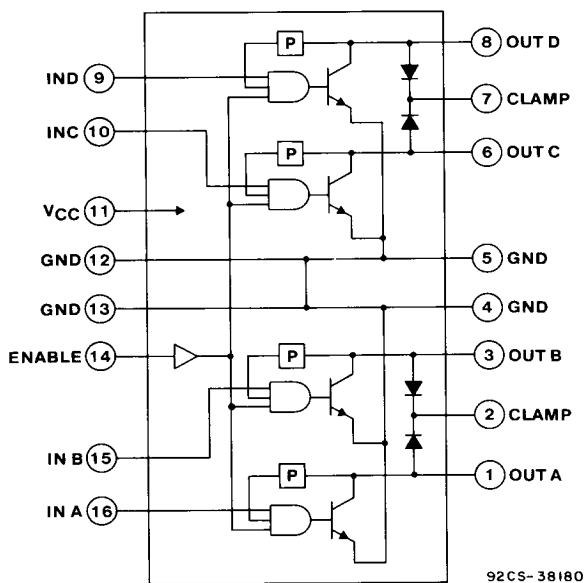 P
8 OUT D
IND 9
7 CLAMP
INC 10
P
6 OUT C
VCC 11
GND 12
5 GND
GND 13
4 GND
ENABLE 14
P
3 OUT B
2 CLAMP
IN B 15
P
1 OUT A
IN A 16
92CS-38180